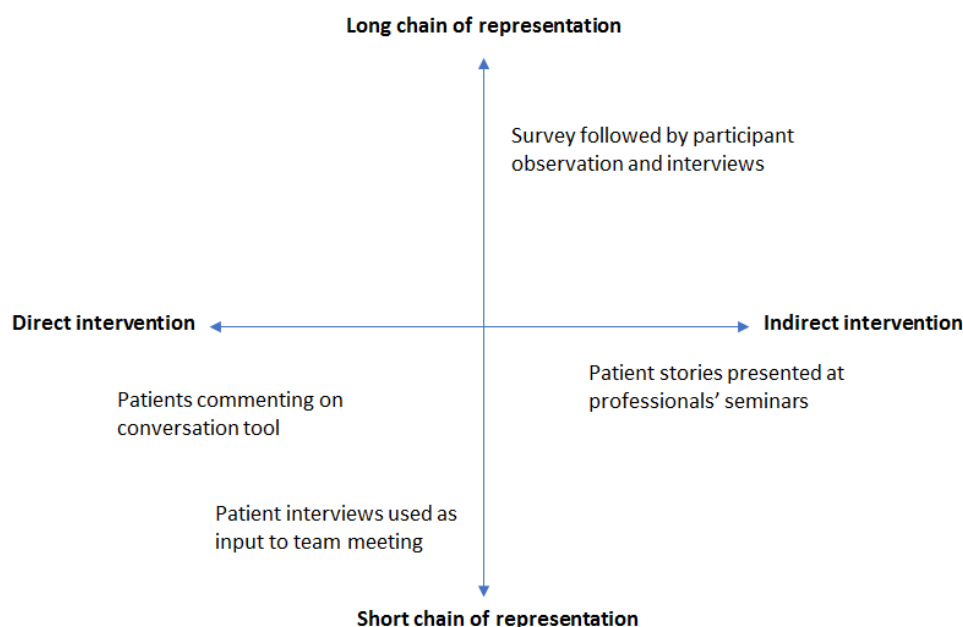 Long chain of representation
Survey followed by participant
observation and interviews
Direct intervention
Indirect intervention
Patient stories presented at
professionals’ seminars
Patients commenting on
conversation tool
Patient interviews used as
input to team meeting
Short chain of representation